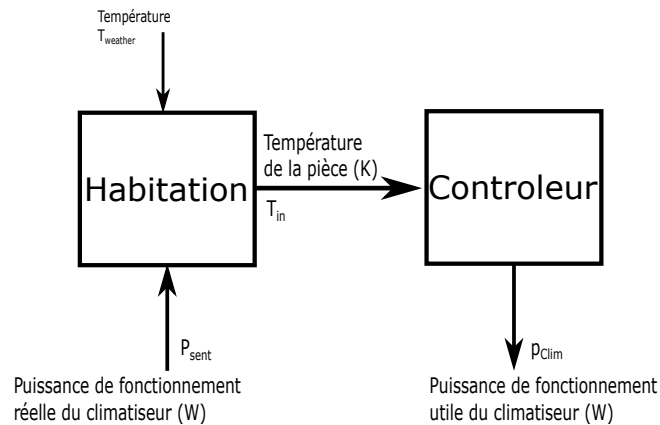 Température
T_weather
Habitation
Température
de la pièce (K)
T_in
Controleur
P_sent
Puissance de fonctionnement
réelle du climatiseur (W)
p_Clim
Puissance de fonctionnement
utile du climatiseur (W)